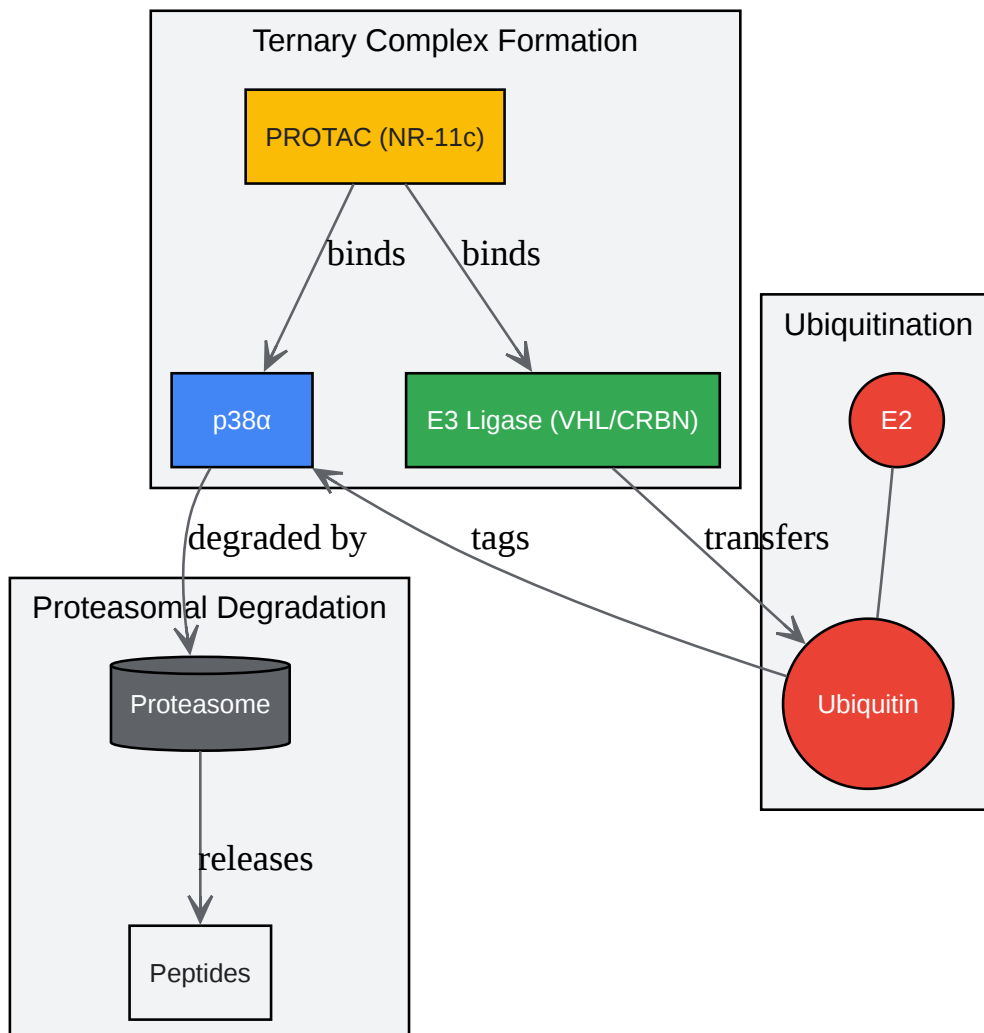 Ternary Complex Formation
PROTAC (NR-11c)
binds
binds
Ubiquitination
p38α
E3 Ligase (VHL/CRBN)
E2
degraded by
tags
transfers
Proteasomal Degradation
Proteasome
Ubiquitin
releases
Peptides